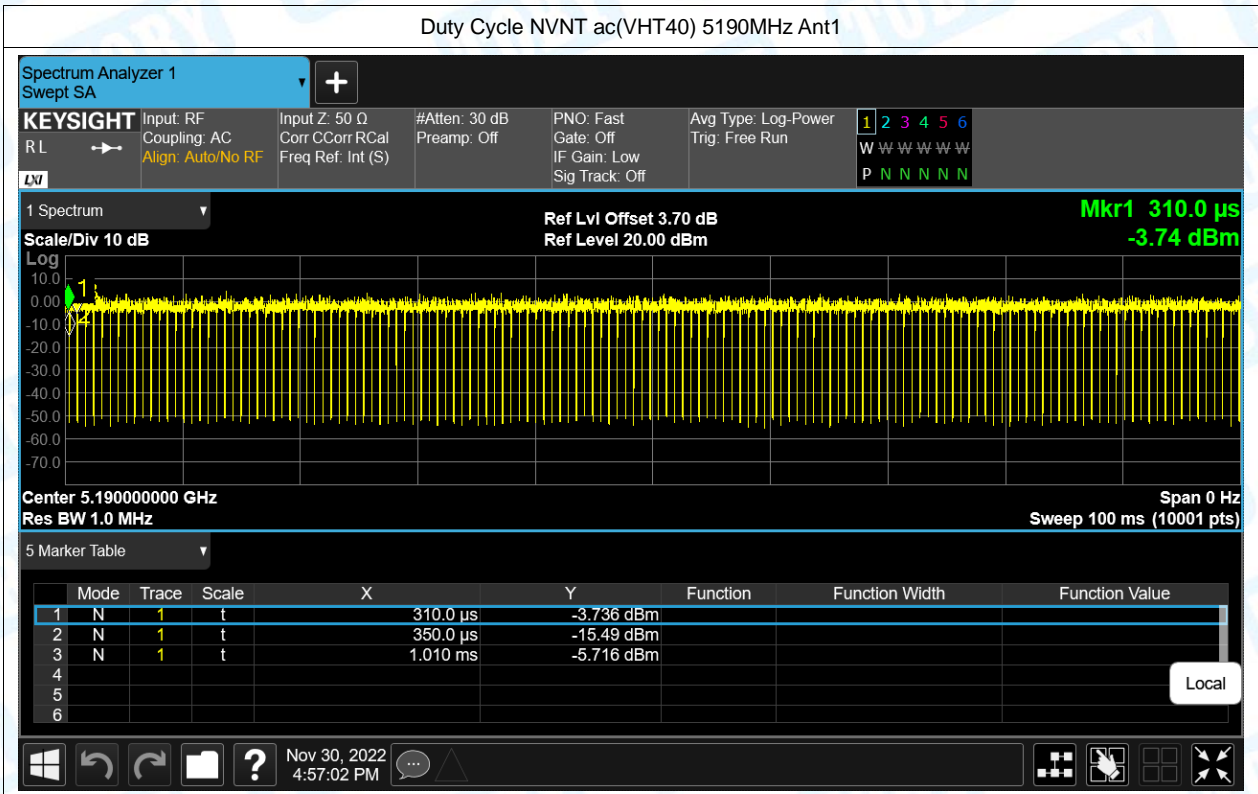 Duty Cycle NVNT ac(VHT40) 5190MHz Ant1
Spectrum Analyzer 1
Swept SA
KEYSIGHT Input: RF Input Z: 50 Ω #Atten: 30 dB PNO: Fast Avg Type: Log-Power 1 2 3 4 5 6
RL Coupling: AC Corr CCorr RCal Preamp: Off Gate: Off Trig: Free Run W W W W W W
Align: Auto/No RF Freq Ref: Int (S) IF Gain: Low
LXI Sig Track: Off P N N N N N
1 Spectrum Ref Lvl Offset 3.70 dB Mkr1 310.0 µs
Scale/Div 10 dB Ref Level 20.00 dBm -3.74 dBm
Log
10.0
0.00
-10.0
-20.0
-30.0
-40.0
-50.0
-60.0
-70.0
1
Center 5.190000000 GHz Span 0 Hz
Res BW 1.0 MHz Sweep 100 ms (10001 pts)
5 Marker Table
Mode Trace Scale X Y Function Function Width Function Value
1 N 1 t 310.0 µs -3.736 dBm
2 N 1 t 350.0 µs -15.49 dBm
3 N 1 t 1.010 ms -5.716 dBm
4
5
6
Local
Nov 30, 2022
4:57:02 PM